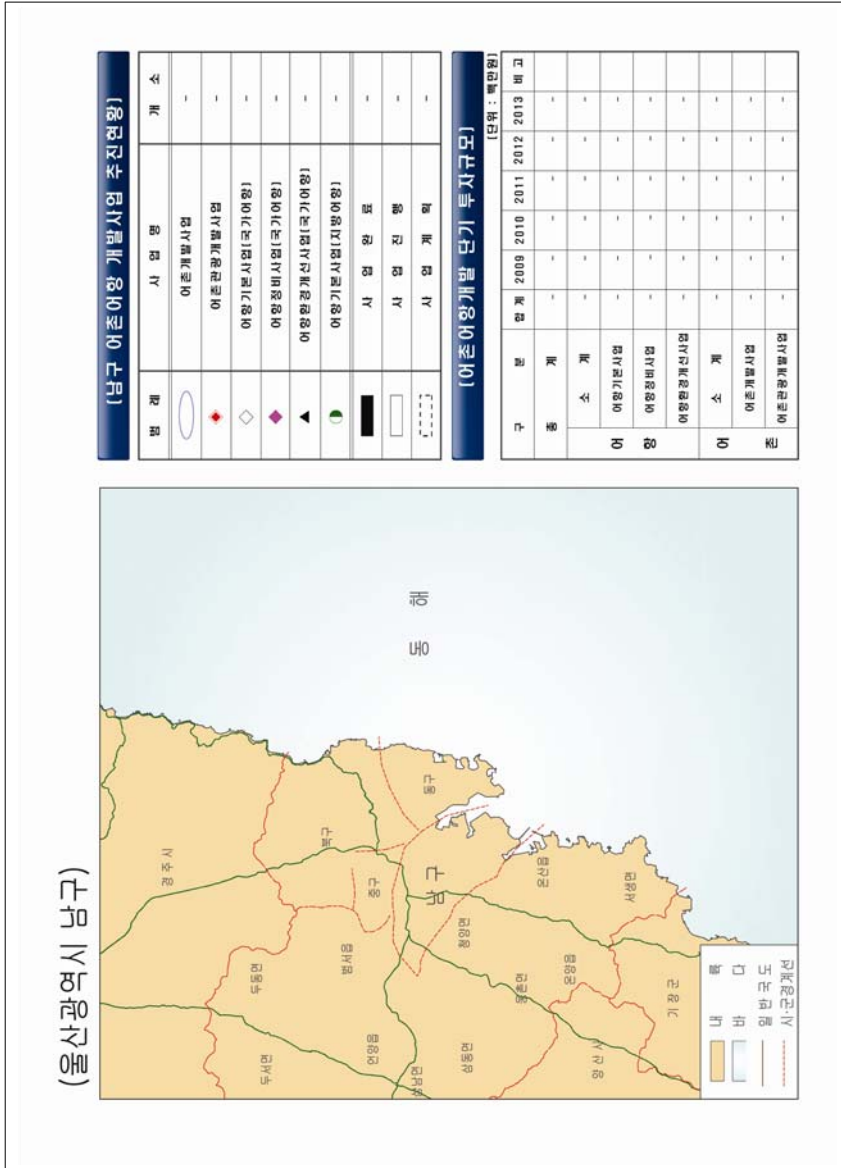 (울산광역시 남구)
경주시
두동면
두서면
북구
범서읍
중구
동구
언양읍
남구
삼남면
삼동면
청량면
웅촌면
온양읍
온산읍
서생면
양산시
기장군
동 해
내 륙
바 다
일반국도
시·군경계선
[남구 어촌어항 개발사업 추진현황]
범 례 사 업 명 개 소
어촌개발사업 -
어촌관광개발사업 -
어항기본사업(국가어항) -
어항정비사업(국가어항) -
어항환경개선사업(국가어항) -
어항기본사업(지방어항) -
사 업 완 료 -
사 업 진 행 -
사 업 계 획 -
[어촌어항개발 단기 투자규모]
(단위 : 백만원)
구 분 합 계 2009 2010 2011 2012 2013 비 고
총 계 - - - - - -
어 항
소 계 - - - - - -
어항기본사업 - - - - - -
어항정비사업 - - - - - -
어항환경개선사업 - - - - - -
어 촌
소 계 - - - - - -
어촌개발사업 - - - - - -
어촌관광개발사업 - - - - - -